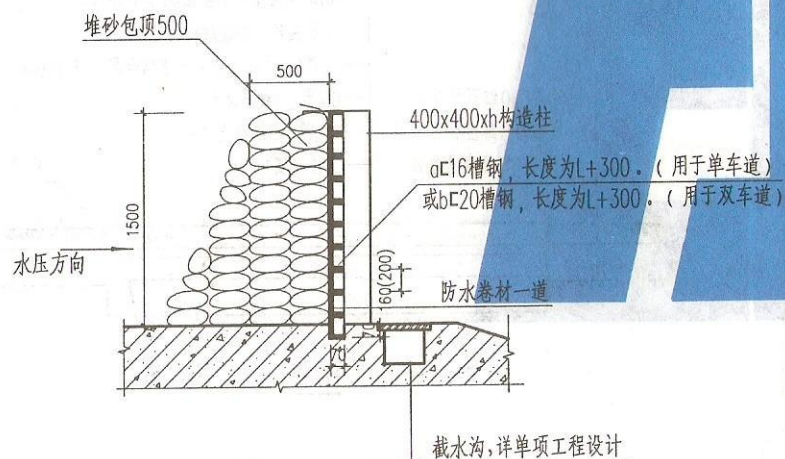 堆砂包顶500
500
400x400xh构造柱
a⊏16槽钢,长度为L+300。(用于单车道)
或b⊏20槽钢,长度为L+300。(用于双车道)
1500
水压方向
60(200)
防水卷材一道
70
70
截水沟,详单项工程设计